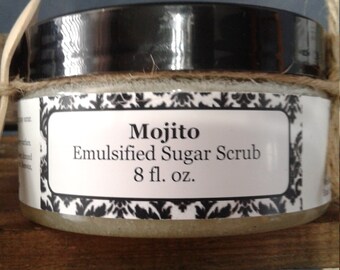 Mojito
Emulsified Sugar Scrub
8 fl. oz.